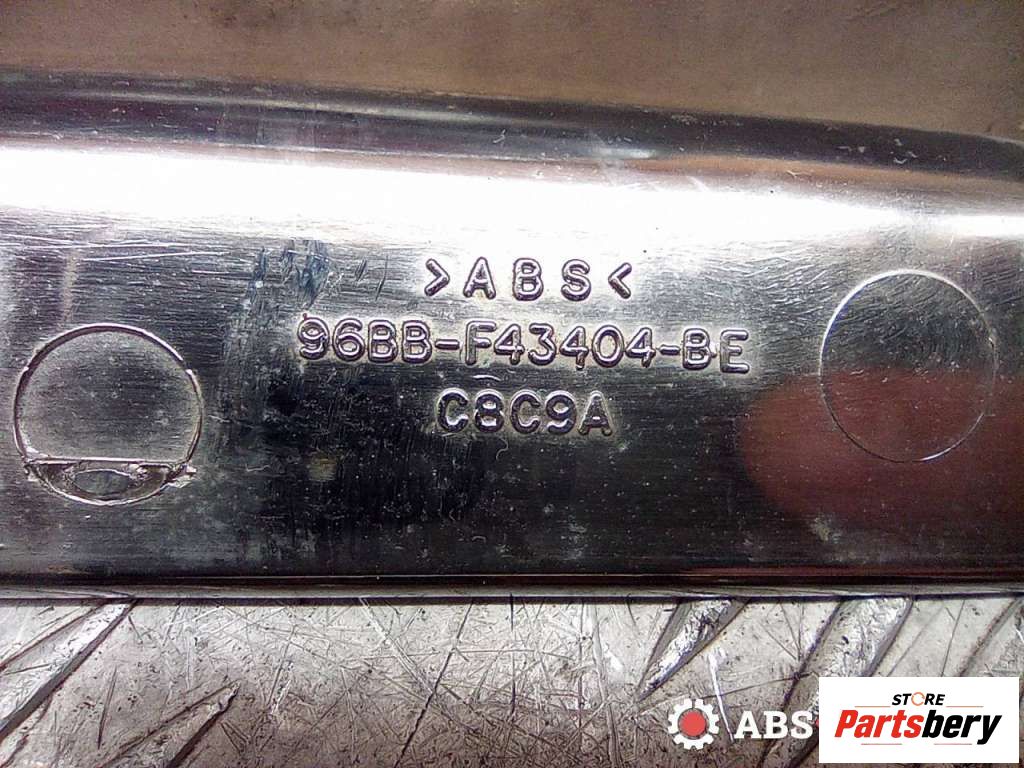 >ABS<
96BB-F43404-BE
C8C9A
ABS
STORE
Partsbery